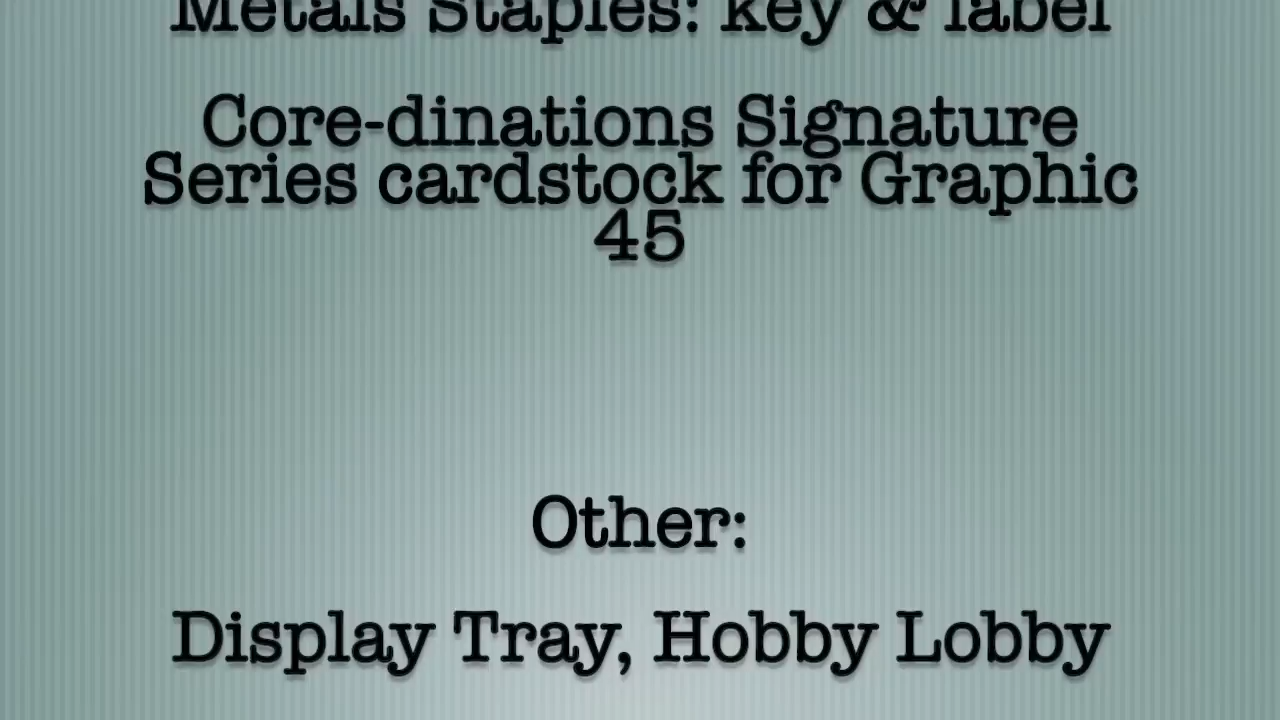 Metals Staples: key & label
Core-dinations Signature
Series cardstock for Graphic
45
Other:
Display Tray, Hobby Lobby